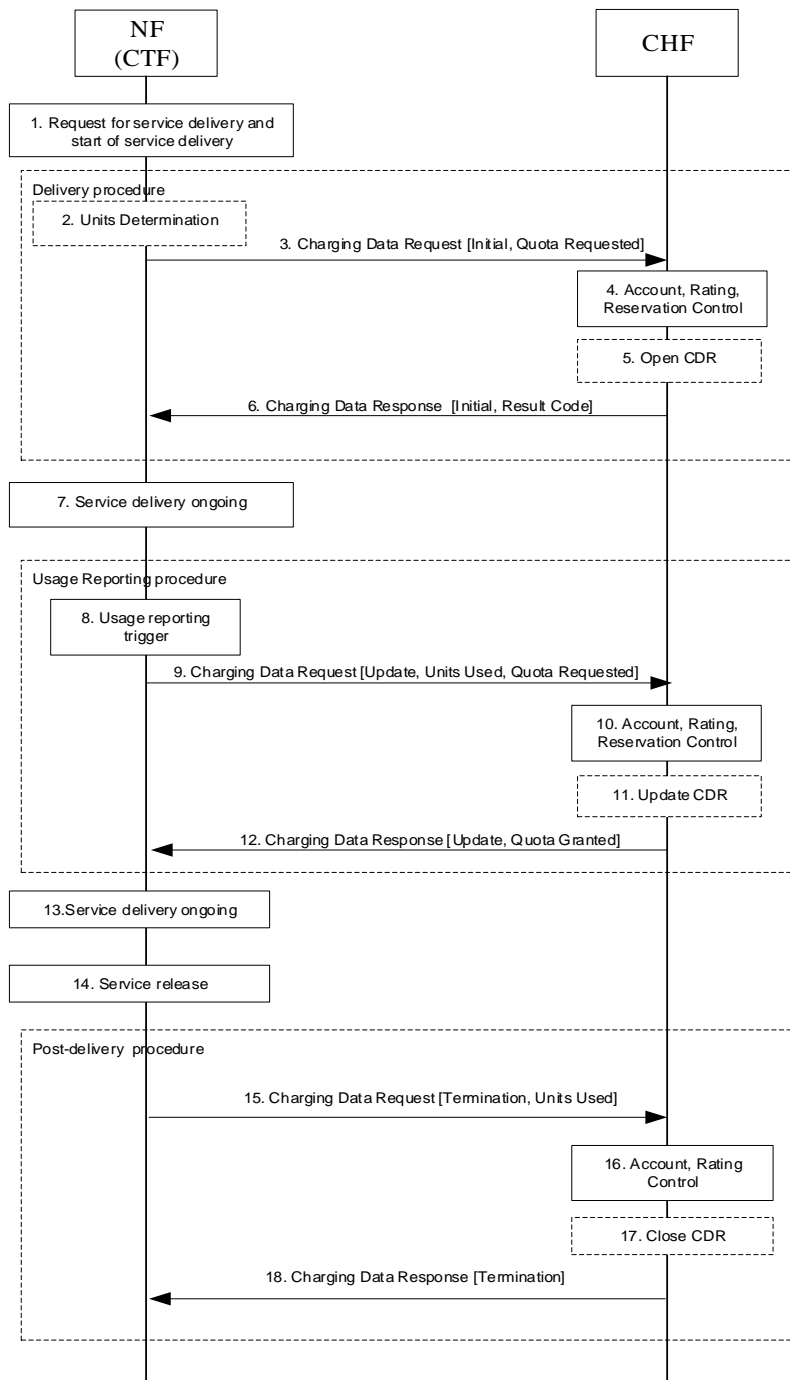 NF
(CTF)
CHF
1. Request for service delivery and
start of service delivery
Delivery procedure
2. Units Determination
3. Charging Data Request [Initial, Quota Requested]
4. Account, Rating,
Reservation Control
5. Open CDR
6. Charging Data Response [Initial, Result Code]
7. Service delivery ongoing
Usage Reporting procedure
8. Usage reporting
trigger
9. Charging Data Request [Update, Units Used, Quota Requested]
10. Account, Rating,
Reservation Control
11. Update CDR
12. Charging Data Response [Update, Quota Granted]
13.Service delivery ongoing
14. Service release
Post-delivery procedure
15. Charging Data Request [Termination, Units Used]
16. Account, Rating
Control
17. Close CDR
18. Charging Data Response [Termination]